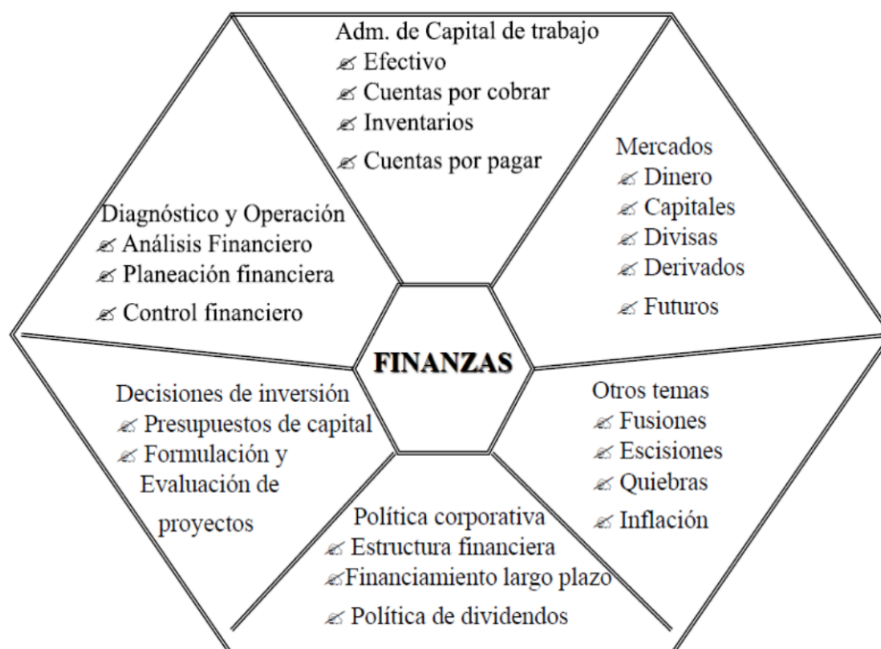 Adm. de Capital de trabajo
Efectivo
Cuentas por cobrar
Inventarios
Cuentas por pagar
Mercados
Dinero
Capitales
Divisas
Derivados
Futuros
Diagnóstico y Operación
Análisis Financiero
Planeación financiera
Control financiero
FINANZAS
Decisiones de inversión
Presupuestos de capital
Formulación y
Evaluación de
proyectos
Otros temas
Fusiones
Escisiones
Quiebras
Inflación
Política corporativa
Estructura financiera
Financiamiento largo plazo
Política de dividendos